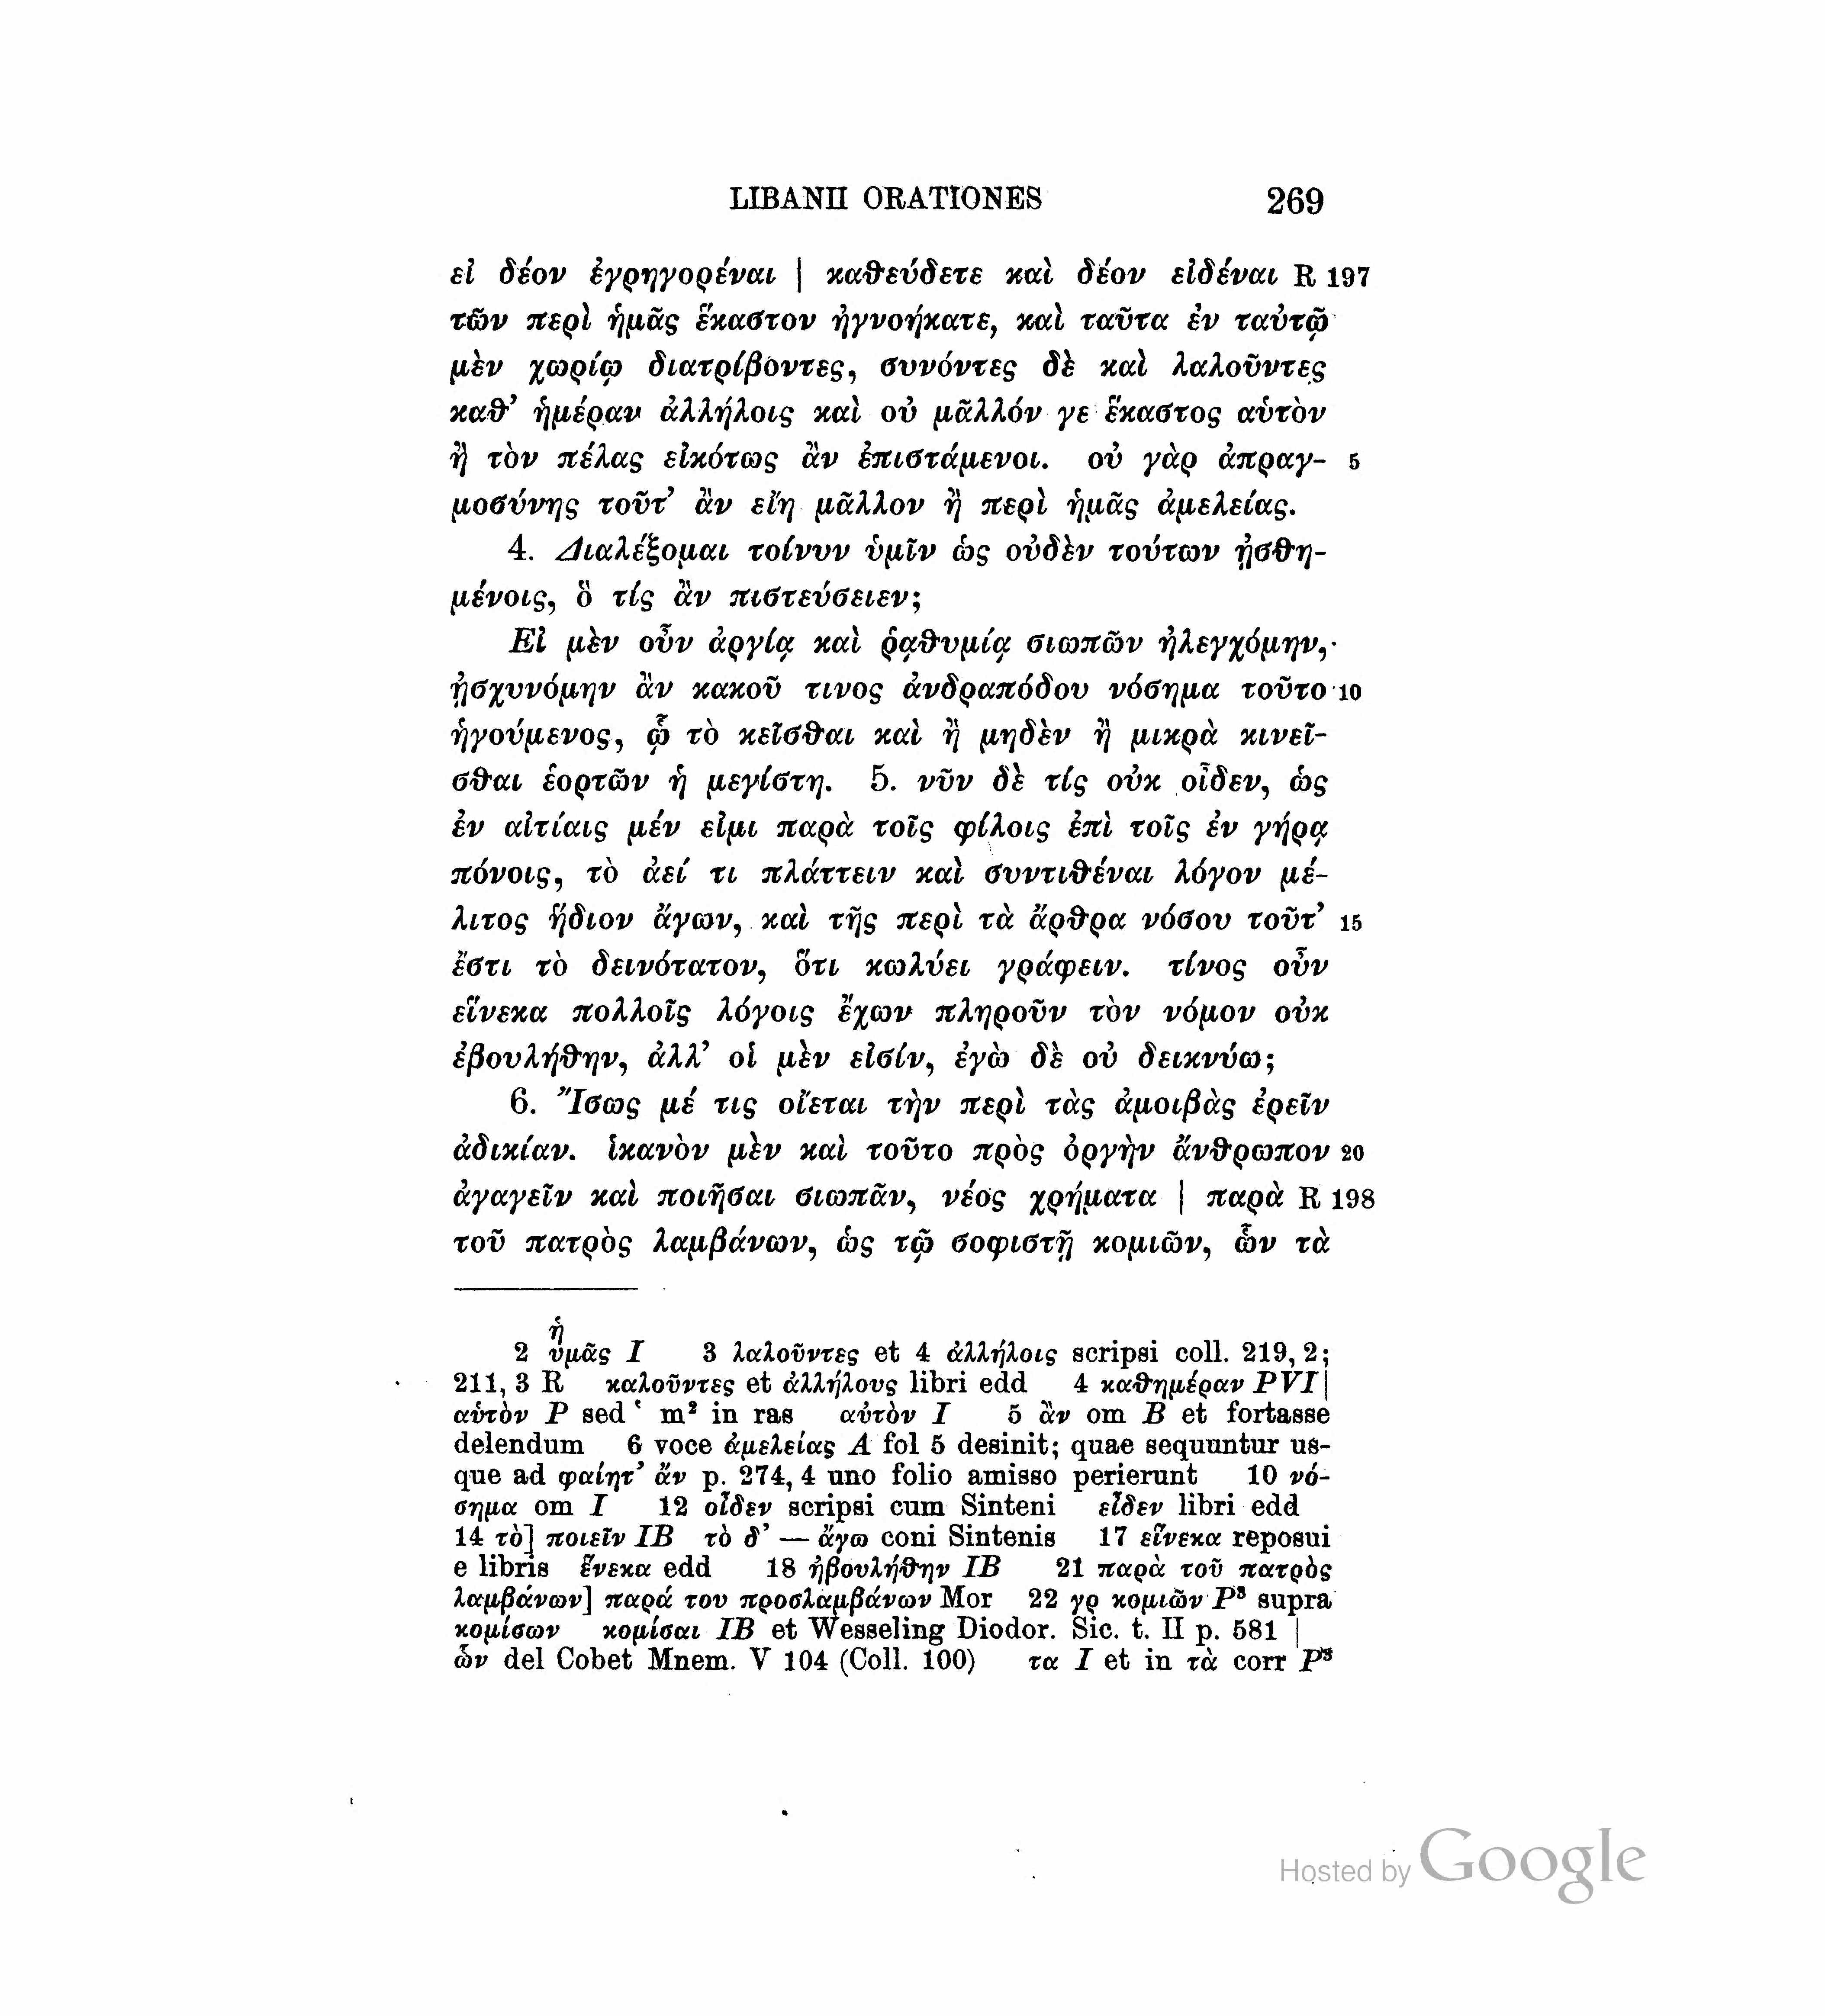 LIBANII ORATIONES 269
εἰ δέον ἐγρηγορέναι | καθεύδετε καὶ δέον εἰδέναι R 197
τῶν περὶ ἡμᾶς ἕκαστον ἠγνοήκατε, καὶ ταῦτα ἐν ταὐτῷ
μὲν χωρίῳ διατρίβοντες, συνόντες δὲ καὶ λαλοῦντες
καθ’ ἡμέραν ἀλλήλοις καὶ οὐ μᾶλλόν γε ἕκαστος αὑτὸν
ἢ τὸν πέλας εἰκότως ἂν ἐπιστάμενοι. οὐ γὰρ ἀπραγ- 5
μοσύνης τοῦτ’ ἂν εἴη μᾶλλον ἢ περὶ ἡμᾶς ἀμελείας.
4. Διαλέξομαι τοίνυν ὑμῖν ὡς οὐδὲν τούτων ᾐσθη-
μένοις, ὃ τίς ἂν πιστεύσειεν;
Εἰ μὲν οὖν ἀργίᾳ καὶ ῥᾳθυμίᾳ σιωπῶν ἠλεγχόμην,
ᾐσχυνόμην ἂν κακοῦ τινος ἀνδραπόδου νόσημα τοῦτο 10
ἡγούμενος, ᾧ τὸ κεῖσθαι καὶ ἢ μηδὲν ἢ μικρὰ κινεῖ-
σθαι ἑορτῶν ἡ μεγίστη. 5. νῦν δὲ τίς οὐκ οἶδεν, ὡς
ἐν αἰτίαις μέν εἰμι παρὰ τοῖς φίλοις ἐπὶ τοῖς ἐν γήρᾳ
πόνοις, τὸ ἀεί τι πλάττειν καὶ συντιθέναι λόγον μέ-
λιτος ἥδιον ἄγων, καὶ τῆς περὶ τὰ ἄρθρα νόσου τοῦτ’ 15
ἔστι τὸ δεινότατον, ὅτι κωλύει γράφειν. τίνος οὖν
εἵνεκα πολλοῖς λόγοις ἔχων πληροῦν τὸν νόμον οὐκ
ἐβουλήθην, ἀλλ’ οἱ μὲν εἰσίν, ἐγὼ δὲ οὐ δεικνύω;
6. Ἴσως μέ τις οἴεται τὴν περὶ τὰς ἀμοιβὰς ἐρεῖν
ἀδικίαν. ἱκανὸν μὲν καὶ τοῦτο πρὸς ὀργὴν ἄνθρωπον 20
ἀγαγεῖν καὶ ποιῆσαι σιωπᾶν, νέος χρήματα | παρὰ R 198
τοῦ πατρὸς λαμβάνων, ὡς τῷ σοφιστῇ κομιῶν, ὧν τὰ
ἡ
2 ὑμᾶς I 3 λαλοῦντες et 4 ἀλλήλοις scripsi coll. 219, 2;
211, 3 R καλοῦντες et ἀλλήλους libri edd 4 καθημέραν PVI |
αὑτὸν P sed ʽ m² in ras αὐτὸν I 5 ἂν om B et fortasse
delendum 6 voce ἀμελείας A fol 5 desinit; quae sequuntur us-
que ad φαίητ’ ἄν p. 274, 4 uno folio amisso perierunt 10 νό-
σημα om I 12 οἶδεν scripsi cum Sinteni εἶδεν libri edd
14 τὸ] ποιεῖν IB τὸ δ’ — ἄγω coni Sintenis 17 εἵνεκα reposui
e libris ἕνεκα edd 18 ἠβουλήθην IB 21 παρὰ τοῦ πατρὸς
λαμβάνων] παρά του προσλαμβάνων Mor 22 γρ κομιῶν P³ supra
κομίσων κομίσαι IB et Wesseling Diodor. Sic. t. II p. 581 |
ὧν del Cobet Mnem. V 104 (Coll. 100) τα I et in τὰ corr P³
Hosted by Google